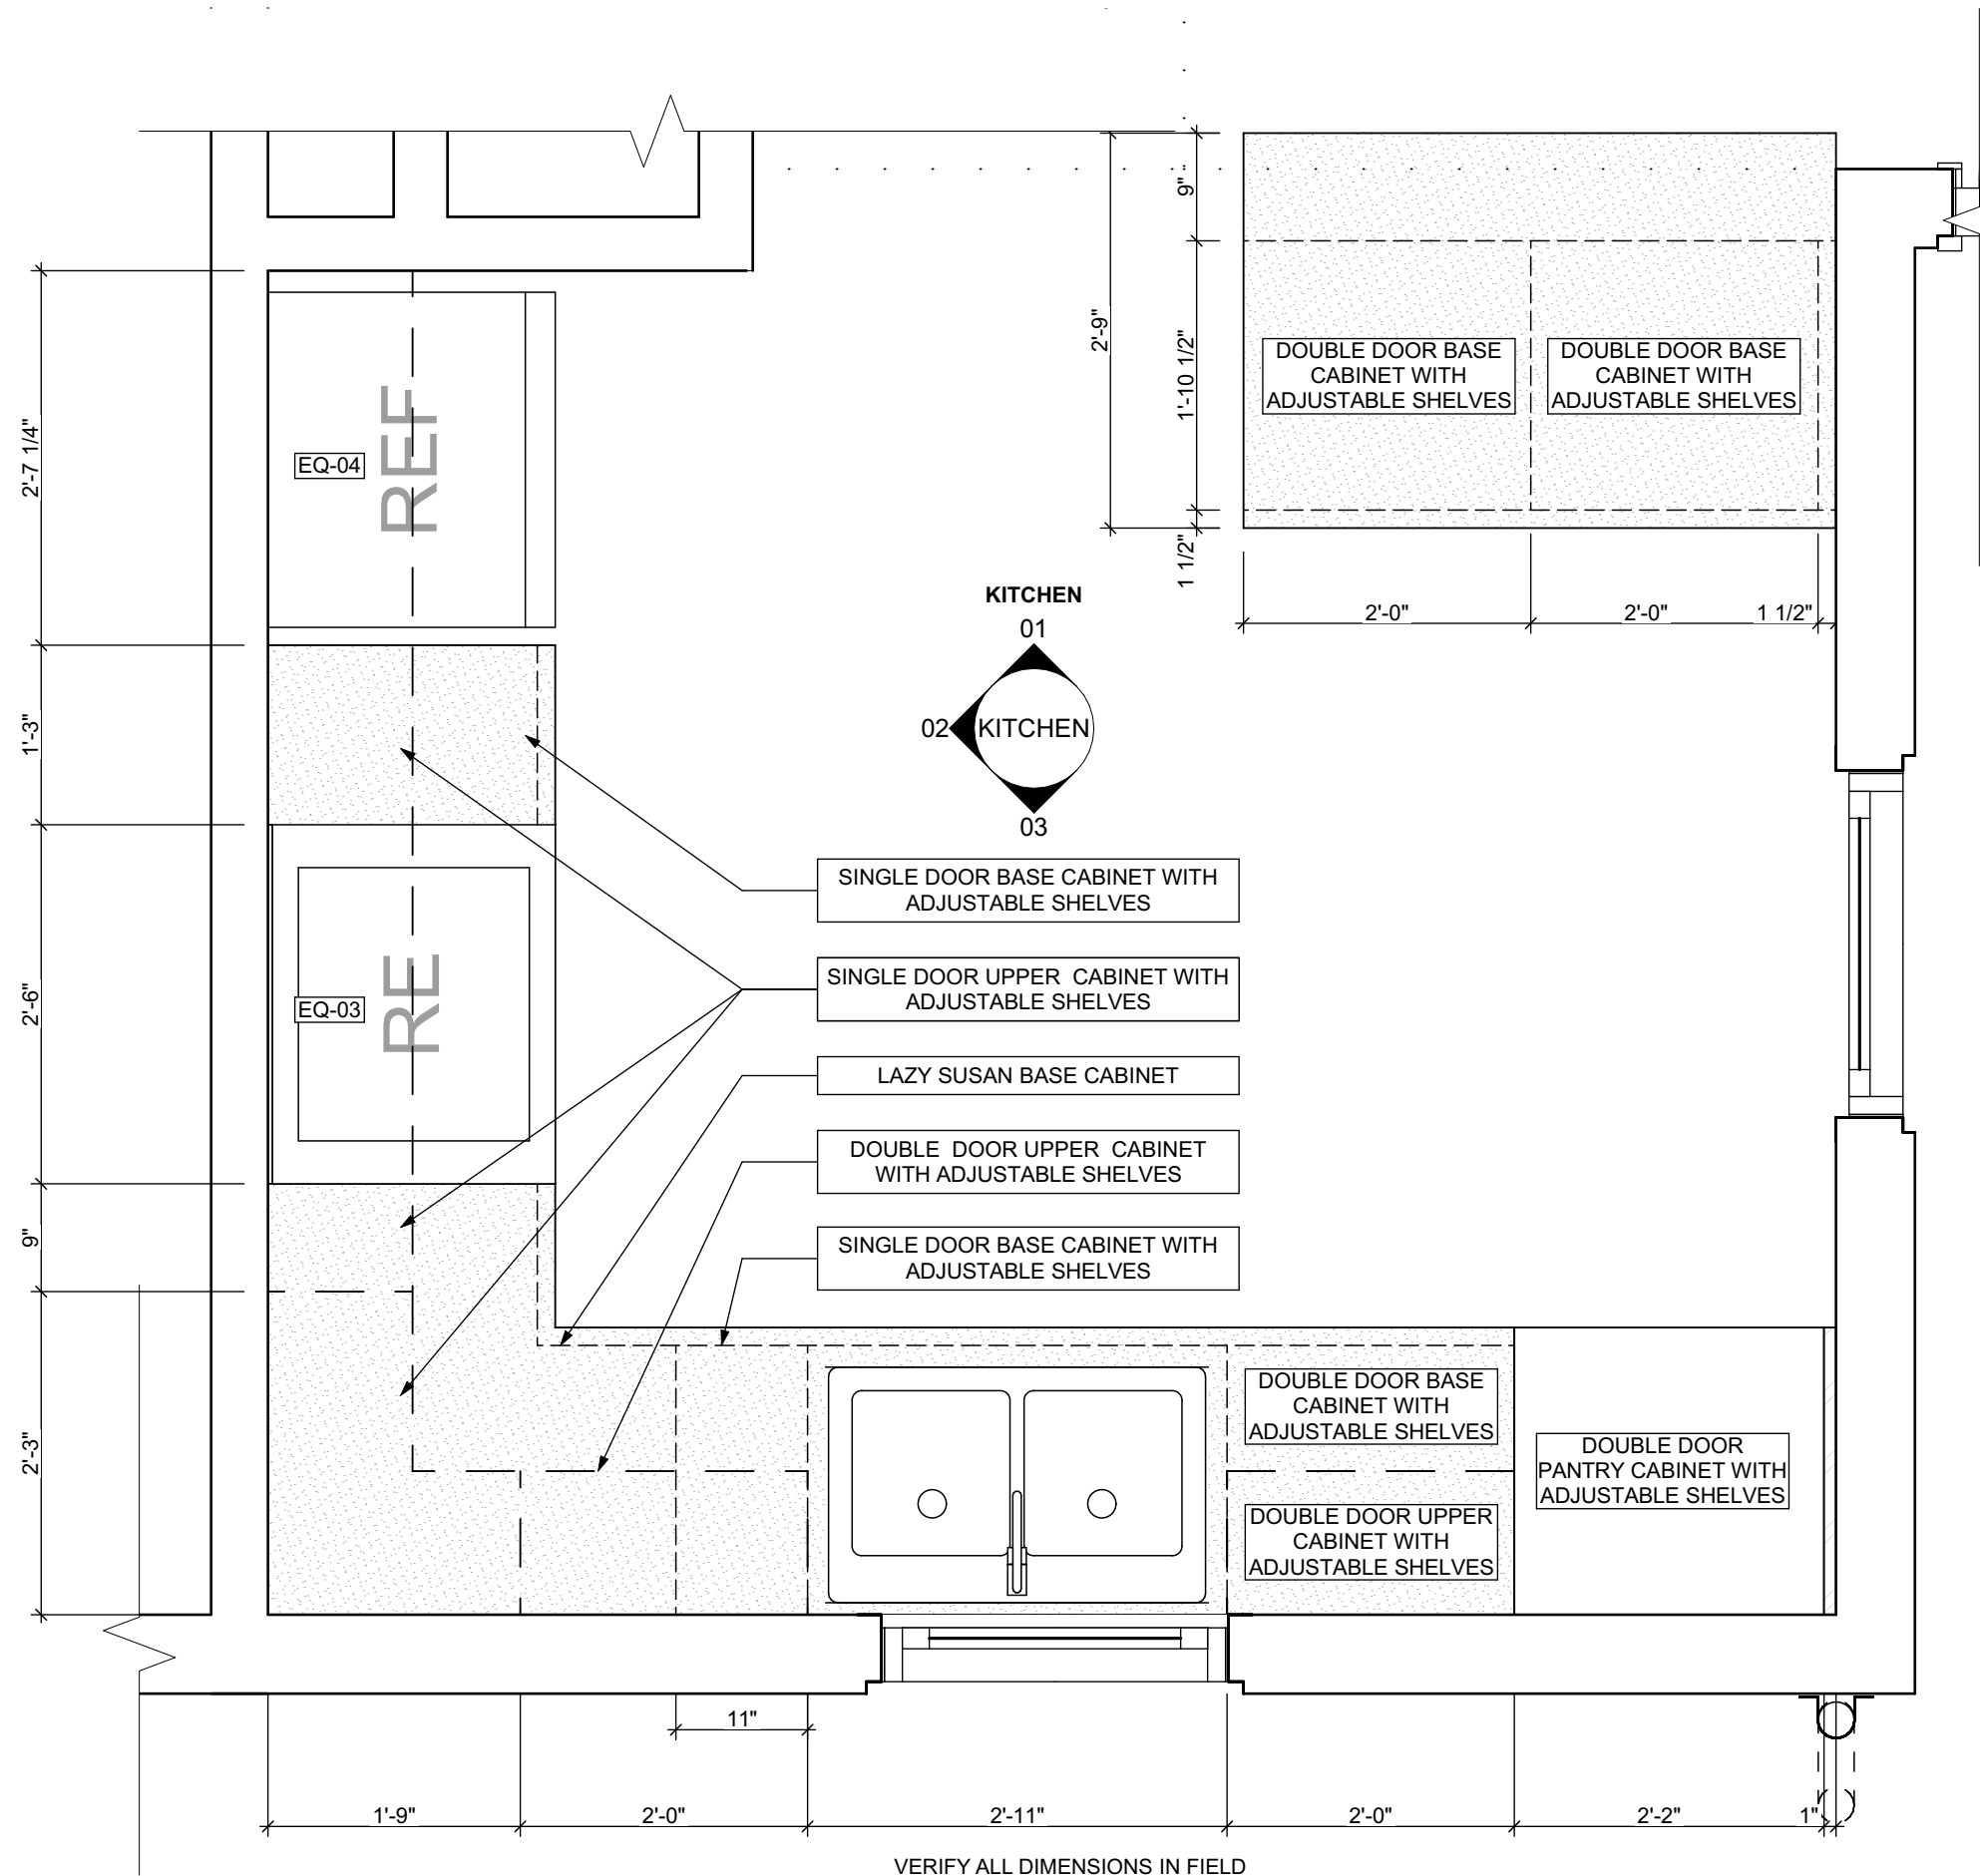 9"
1'-10 1/2"
2'-9"
1 1/2"
DOUBLE DOOR BASE
CABINET WITH
ADJUSTABLE SHELVES
DOUBLE DOOR BASE
CABINET WITH
ADJUSTABLE SHELVES
2'-0"
2'-0"
1 1/2"
2'-7 1/4"
EQ-04
REF
KITCHEN
01
02
KITCHEN
03
1'-3"
SINGLE DOOR BASE CABINET WITH
ADJUSTABLE SHELVES
SINGLE DOOR UPPER CABINET WITH
ADJUSTABLE SHELVES
2'-6"
EQ-03
RE
LAZY SUSAN BASE CABINET
DOUBLE DOOR UPPER CABINET
WITH ADJUSTABLE SHELVES
SINGLE DOOR BASE CABINET WITH
ADJUSTABLE SHELVES
9"
2'-3"
DOUBLE DOOR BASE
CABINET WITH
ADJUSTABLE SHELVES
DOUBLE DOOR UPPER
CABINET WITH
ADJUSTABLE SHELVES
DOUBLE DOOR
PANTRY CABINET WITH
ADJUSTABLE SHELVES
11"
1'-9"
2'-0"
2'-11"
2'-0"
2'-2"
1"
VERIFY ALL DIMENSIONS IN FIELD